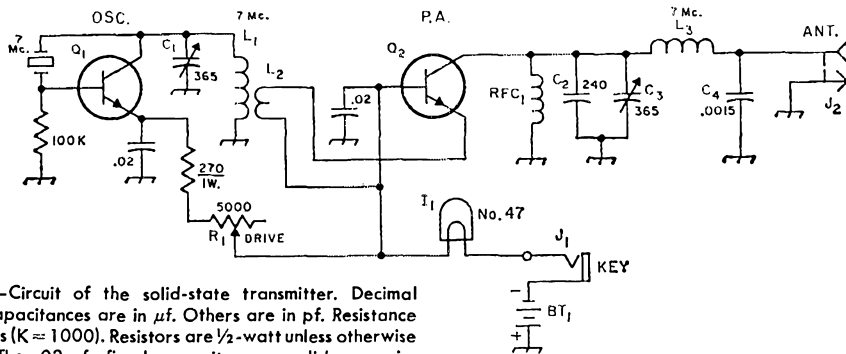 OSC.
7 Mc.
P.A.
7 Mc.
ANT.
7
Mc.
Q1
C1
365
L1
L2
Q2
L3
.02
RFC1
C2 240
C3
365
C4
.0015
J2
100K
.02
270
1W.
5000
R1 DRIVE
I1
No. 47
J1
KEY
BT1
-
+
—Circuit of the solid-state transmitter. Decimal
apacitances are in µf. Others are in pf. Resistance
s (K = 1000). Resistors are ½-watt unless otherwise